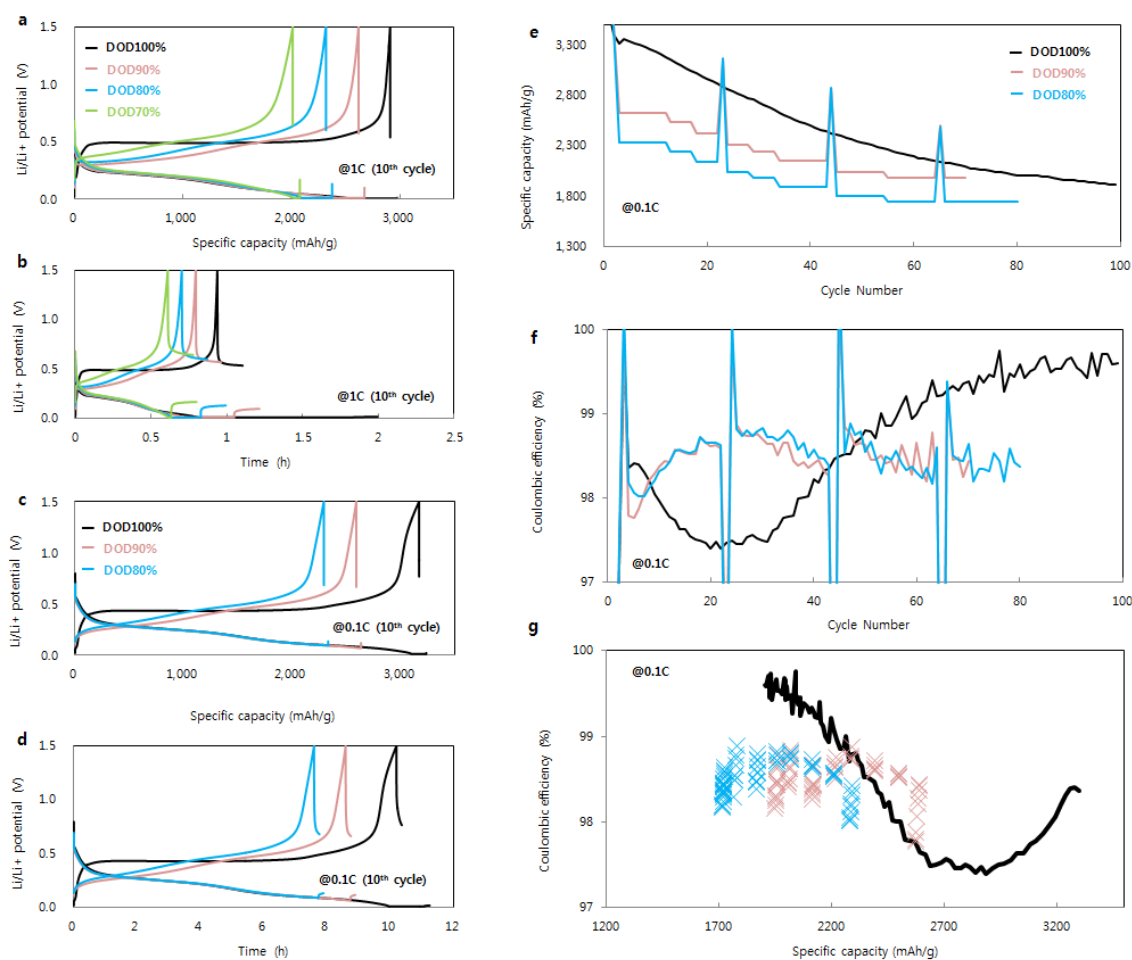 a
Li/Li+ potential (V)
1.5
1.0
0.5
0.0
DOD100%
DOD90%
DOD80%
DOD70%
@1C (10th cycle)
0
1,000
2,000
3,000
Specific capacity (mAh/g)
b
Li/Li+ potential (V)
1.5
1.0
0.5
0.0
@1C (10th cycle)
0
0.5
1
1.5
2
2.5
Time (h)
c
Li/Li+ potential (V)
1.5
1.0
0.5
0.0
DOD100%
DOD90%
DOD80%
@0.1C (10th cycle)
0
1,000
2,000
3,000
Specific capacity (mAh/g)
d
Li/Li+ potential (V)
1.5
1.0
0.5
0.0
@0.1C (10th cycle)
0
2
4
6
8
10
12
Time (h)
e
Specific capacity (mAh/g)
3,300
2,800
2,300
1,800
1,300
DOD100%
DOD90%
DOD80%
@0.1C
0
20
40
60
80
100
Cycle Number
f
Coulombic efficiency (%)
100
99
98
97
@0.1C
0
20
40
60
80
100
Cycle Number
g
Coulombic efficiency (%)
100
99
98
97
@0.1C
1200
1700
2200
2700
3200
Specific capacity (mAh/g)